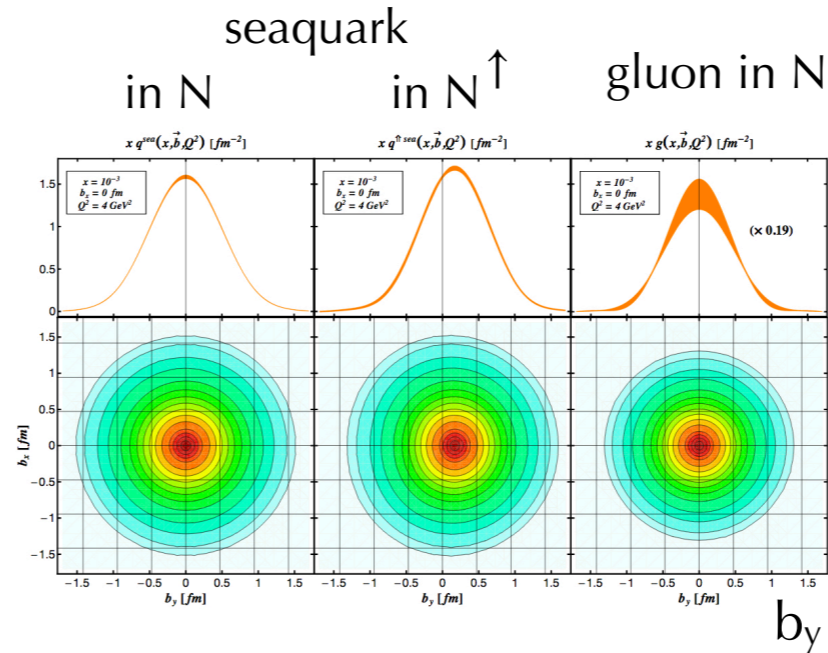 seaquark
in N
in N↑
gluon in N
x q^sea(x,b⃗,Q²) [fm⁻²]
x q^⇑ sea(x,b⃗,Q²) [fm⁻²]
x g(x,b⃗,Q²) [fm⁻²]
x = 10⁻³
b_x = 0 fm
Q² = 4 GeV²
x = 10⁻³
b_x = 0 fm
Q² = 4 GeV²
x = 10⁻³
b_x = 0 fm
Q² = 4 GeV²
(× 0.19)
1.5
1
0.5
0
1.5
1
0.5
0
−0.5
−1
−1.5
b_x [fm]
−1.5 −1 −0.5 0 0.5 1 1.5
−1.5 −1 −0.5 0 0.5 1 1.5
−1.5 −1 −0.5 0 0.5 1 1.5
b_y [fm]
b_y [fm]
b_y [fm]
b_y